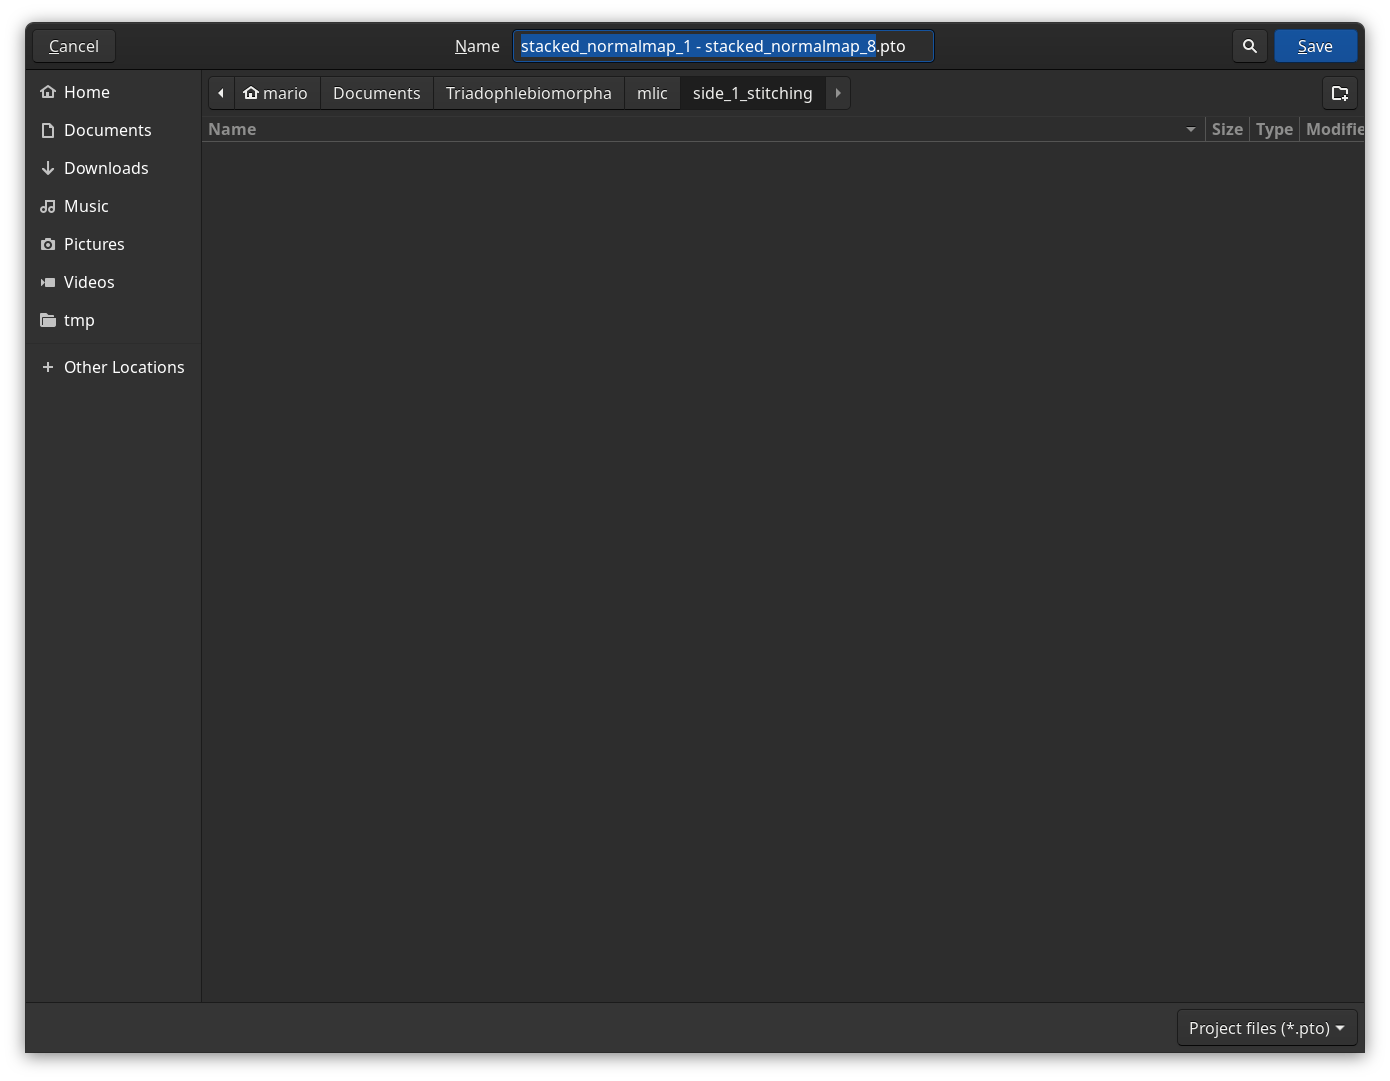 Cancel Name stacked_normalmap_1 - stacked_normalmap_8.pto Save
Home
Documents
Downloads
Music
Pictures
Videos
tmp
Other Locations
mario Documents Triadophlebiomorpha mlic side_1_stitching
Name Size Type Modifie
Project files (*.pto)